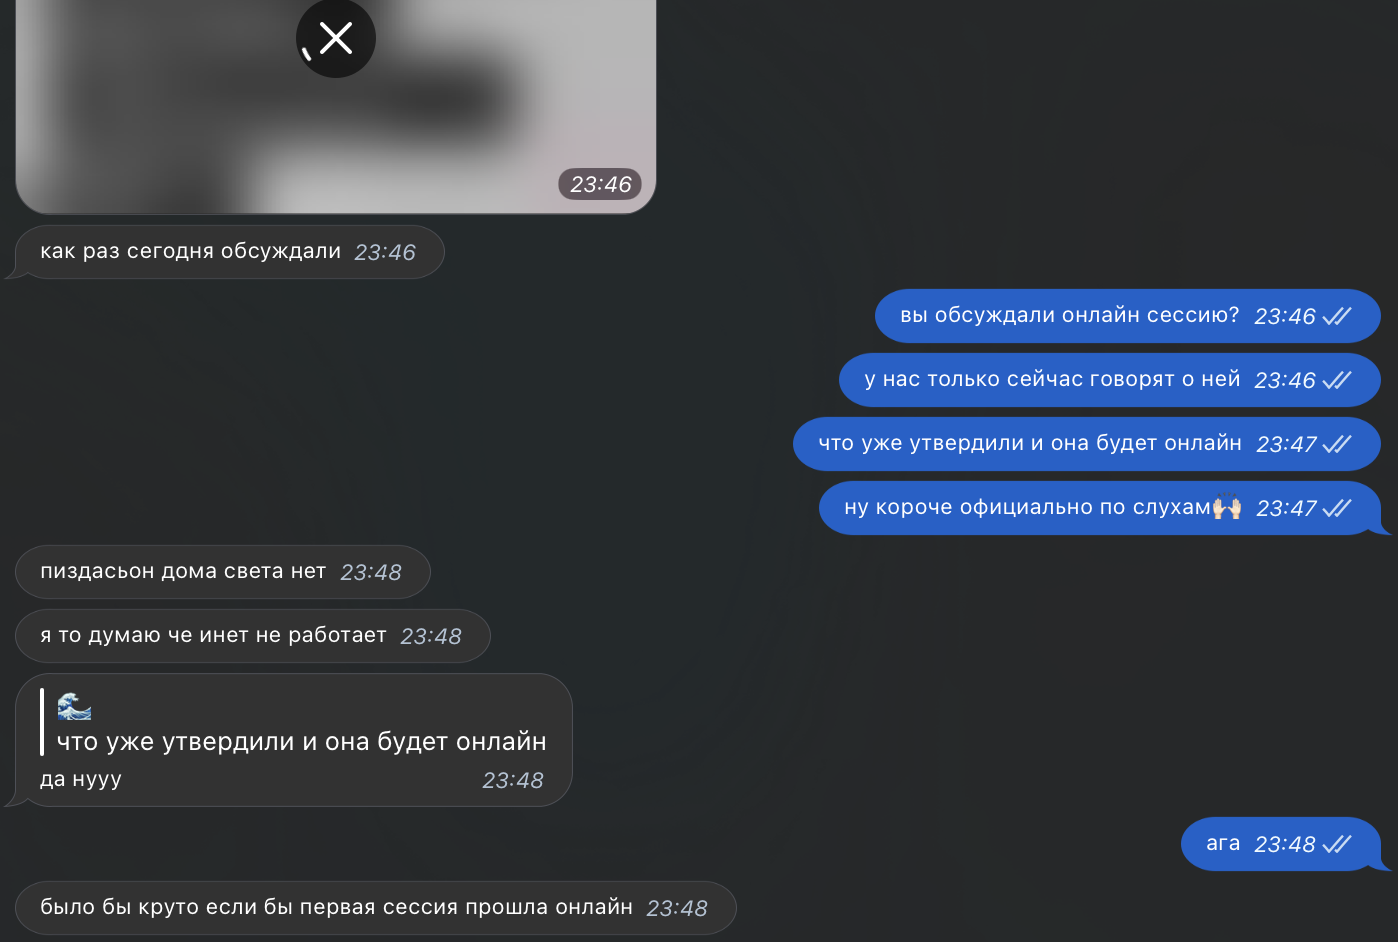 23:46
как раз сегодня обсуждали 23:46
вы обсуждали онлайн сессию? 23:46
у нас только сейчас говорят о ней 23:46
что уже утвердили и она будет онлайн 23:47
ну короче официально по слухам🙌🏻 23:47
пиздасьон дома света нет 23:48
я то думаю че инет не работает 23:48
🌊
что уже утвердили и она будет онлайн
да нууу 23:48
ага 23:48
было бы круто если бы первая сессия прошла онлайн 23:48